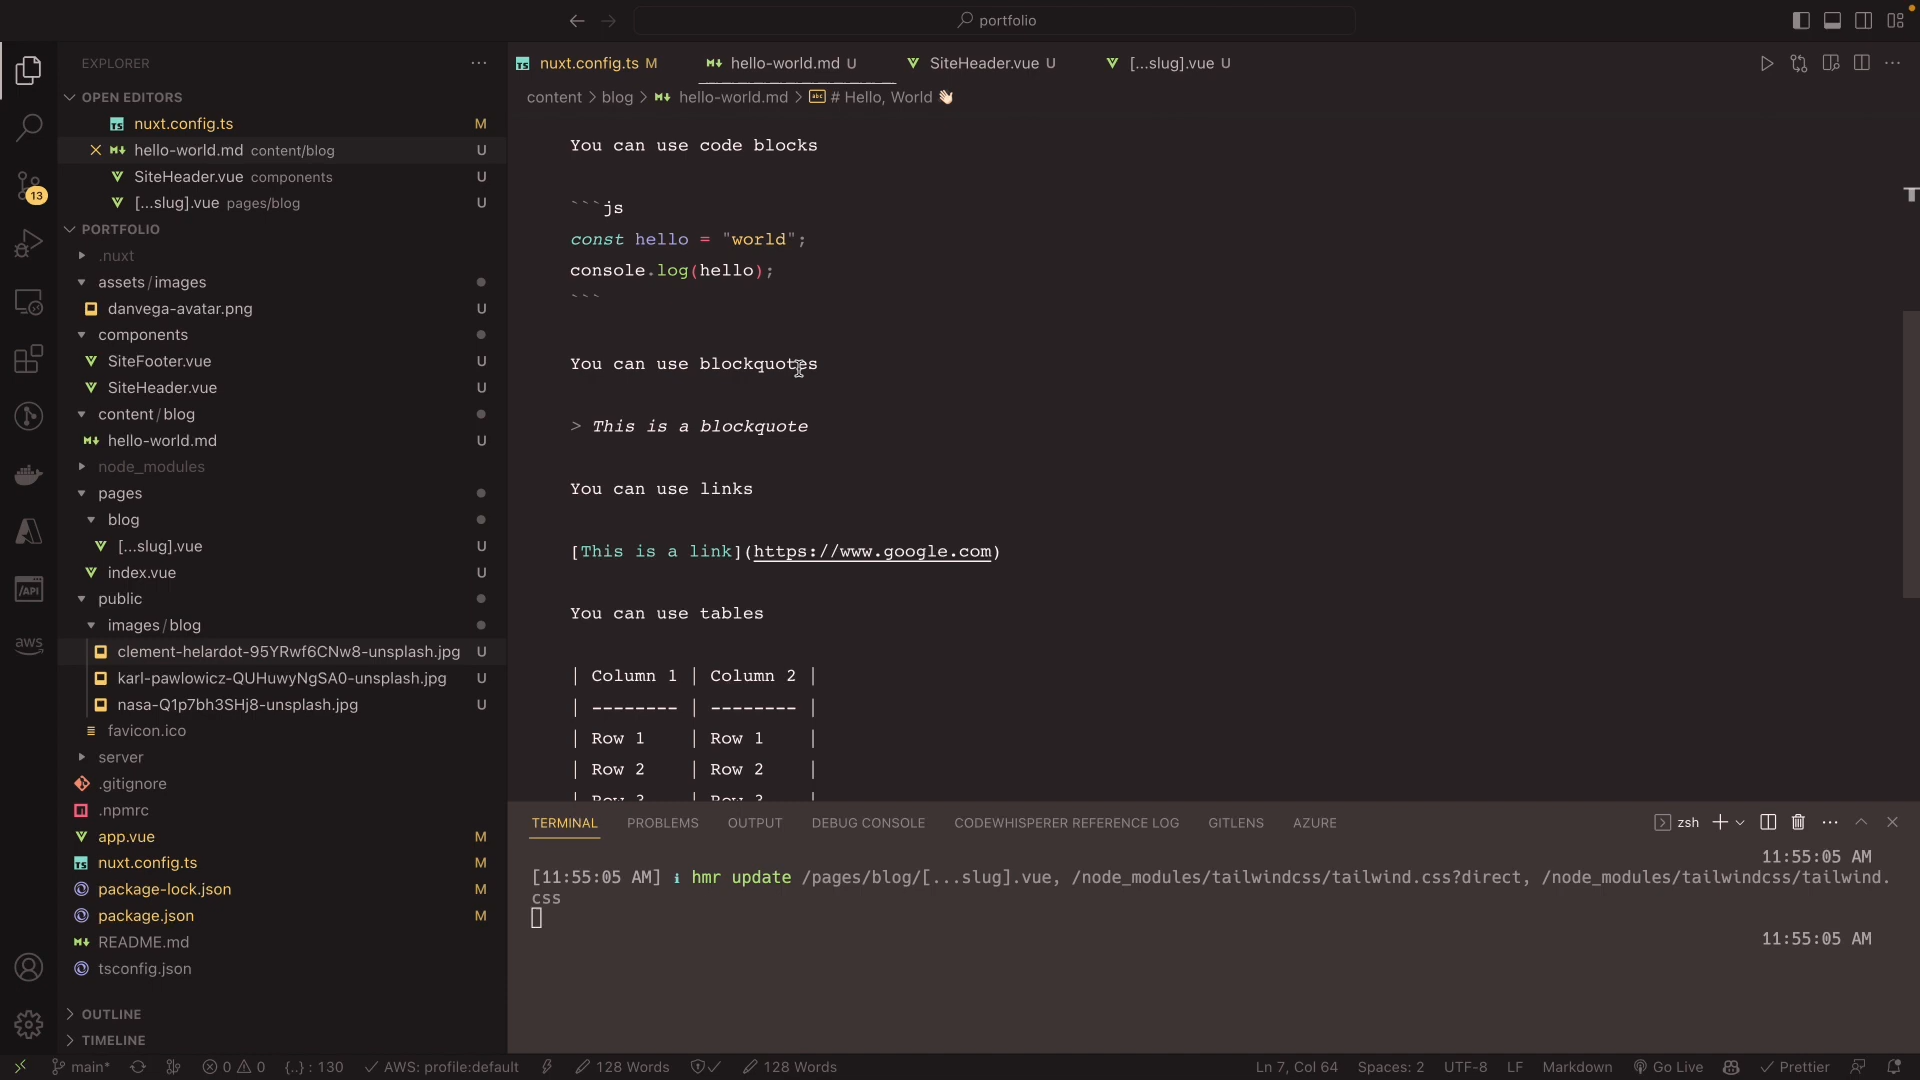 portfolio
EXPLORER
OPEN EDITORS
nuxt.config.ts M
hello-world.md content/blog U
SiteHeader.vue components U
[...slug].vue pages/blog U
PORTFOLIO
.nuxt
assets/images
danvega-avatar.png U
components
SiteFooter.vue U
SiteHeader.vue U
content/blog
hello-world.md U
node_modules
pages
blog
[...slug].vue U
index.vue U
public
images/blog
clement-helardot-95YRwf6CNw8-unsplash.jpg U
karl-pawlowicz-QUHuwyNgSA0-unsplash.jpg U
nasa-Q1p7bh3SHj8-unsplash.jpg U
favicon.ico
server
.gitignore
.npmrc
app.vue M
nuxt.config.ts M
package-lock.json M
package.json M
README.md
tsconfig.json
OUTLINE
TIMELINE
13
/API
aws
nuxt.config.ts M hello-world.md U SiteHeader.vue U [...slug].vue U
content > blog > hello-world.md > # Hello, World 👋🏻
You can use code blocks
```js
const hello = "world";
console.log(hello);
```
You can use blockquotes
> This is a blockquote
You can use links
[This is a link](https://www.google.com)
You can use tables
| Column 1 | Column 2 |
| -------- | -------- |
| Row 1 | Row 1 |
| Row 2 | Row 2 |
| Row 3 | Row 3 |
TERMINAL PROBLEMS OUTPUT DEBUG CONSOLE CODEWHISPERER REFERENCE LOG GITLENS AZURE zsh
11:55:05 AM
[11:55:05 AM] ℹ hmr update /pages/blog/[...slug].vue, /node_modules/tailwindcss/tailwind.css?direct, /node_modules/tailwindcss/tailwind.
css
11:55:05 AM
main* 0 0 {..} : 130 AWS: profile:default 128 Words 128 Words Ln 7, Col 64 Spaces: 2 UTF-8 LF Markdown Go Live Prettier